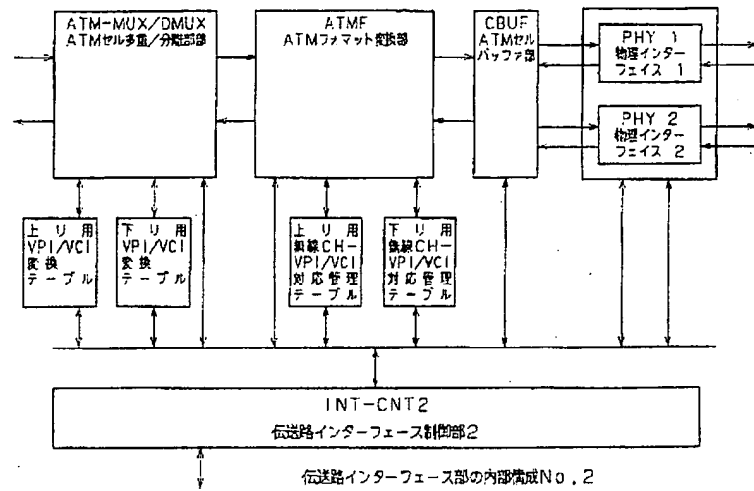 ATM-MUX/DMUX
ATMセル多重/分離部部
ATMF
ATMフォマット変換部
CBUF
ATMセル
バッファ部
PHY 1
物理インター
フェイス 1
PHY 2
物理インター
フェイス 2
上り用
VPI/VCI
変換
テーブル
下り用
VPI/VCI
変換
テーブル
上り用
無線CH-
VPI/VCI
対応管理
テーブル
下り用
無線CH-
VPI/VCI
対応管理
テーブル
INT-CNT2
伝送路インターフェース制御部2
伝送路インターフェース部の内部構成No.2